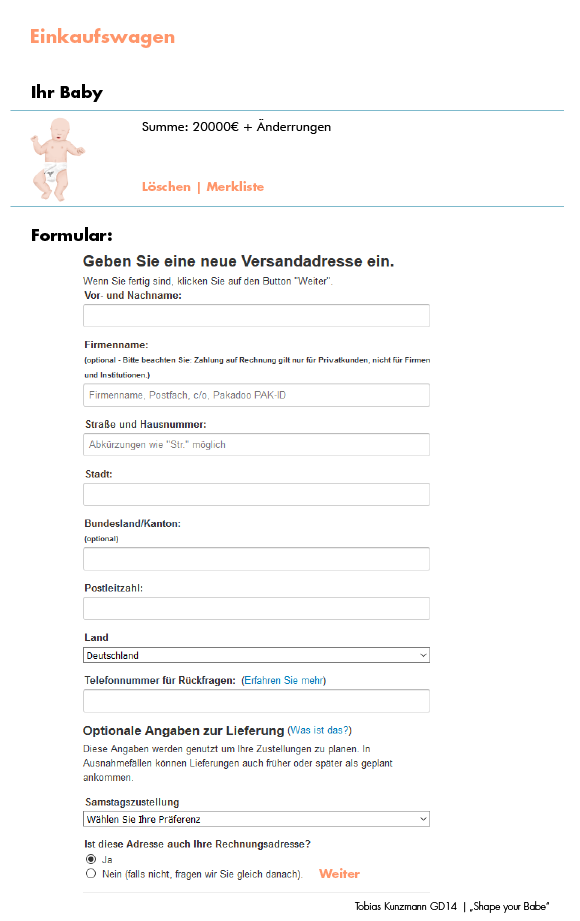 Einkaufswagen
Ihr Baby
Summe: 20000€ + Änderrungen
Löschen | Merkliste
Formular:
Geben Sie eine neue Versandadresse ein.
Wenn Sie fertig sind, klicken Sie auf den Button "Weiter".
Vor- und Nachname:
Firmenname:
(optional - Bitte beachten Sie: Zahlung auf Rechnung gilt nur für Privatkunden, nicht für Firmen
und Institutionen.)
Firmenname, Postfach, c/o, Pakadoo PAK-ID
Straße und Hausnummer:
Abkürzungen wie "Str." möglich
Stadt:
Bundesland/Kanton:
(optional)
Postleitzahl:
Land
Deutschland
Telefonnummer für Rückfragen: (Erfahren Sie mehr)
Optionale Angaben zur Lieferung (Was ist das?)
Diese Angaben werden genutzt um Ihre Zustellungen zu planen. In
Ausnahmefällen können Lieferungen auch früher oder später als geplant
ankommen.
Samstagszustellung
Wählen Sie Ihre Präferenz
Ist diese Adresse auch Ihre Rechnungsadresse?
Ja
Nein (falls nicht, fragen wir Sie gleich danach). Weiter
Tobias Kunzmann GD14 | „Shape your Babe"